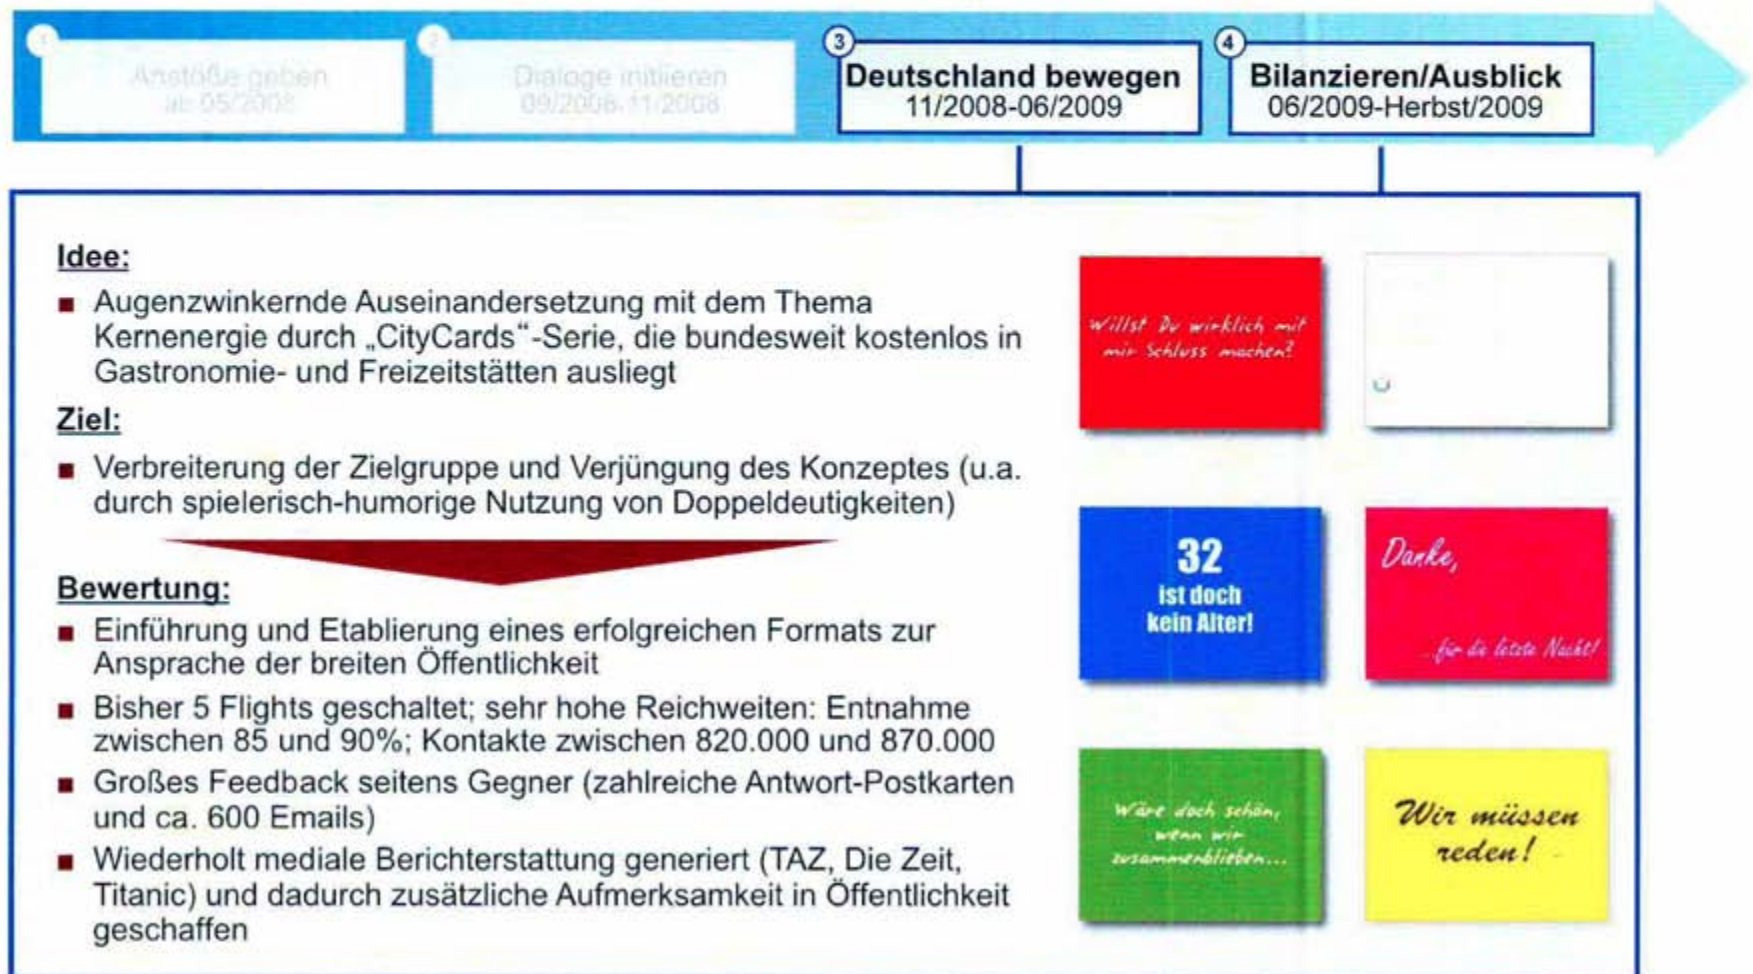 1
Anstöße geben
ab 05/2008
2
Dialoge initiieren
09/2008-11/2008
3
Deutschland bewegen
11/2008-06/2009
4
Bilanzieren/Ausblick
06/2009-Herbst/2009
Idee:
Augenzwinkernde Auseinandersetzung mit dem Thema
Kernenergie durch „CityCards“-Serie, die bundesweit kostenlos in
Gastronomie- und Freizeitstätten ausliegt
Ziel:
Verbreiterung der Zielgruppe und Verjüngung des Konzeptes (u.a.
durch spielerisch-humorige Nutzung von Doppeldeutigkeiten)
Bewertung:
Einführung und Etablierung eines erfolgreichen Formats zur
Ansprache der breiten Öffentlichkeit
Bisher 5 Flights geschaltet; sehr hohe Reichweiten: Entnahme
zwischen 85 und 90%; Kontakte zwischen 820.000 und 870.000
Großes Feedback seitens Gegner (zahlreiche Antwort-Postkarten
und ca. 600 Emails)
Wiederholt mediale Berichterstattung generiert (TAZ, Die Zeit,
Titanic) und dadurch zusätzliche Aufmerksamkeit in Öffentlichkeit
geschaffen
Willst Du wirklich mit
mir Schluss machen?
32
ist doch
kein Alter!
Danke,
...für die letzte Nacht!
Wäre doch schön,
wenn wir
zusammenblieben...
Wir müssen
reden!